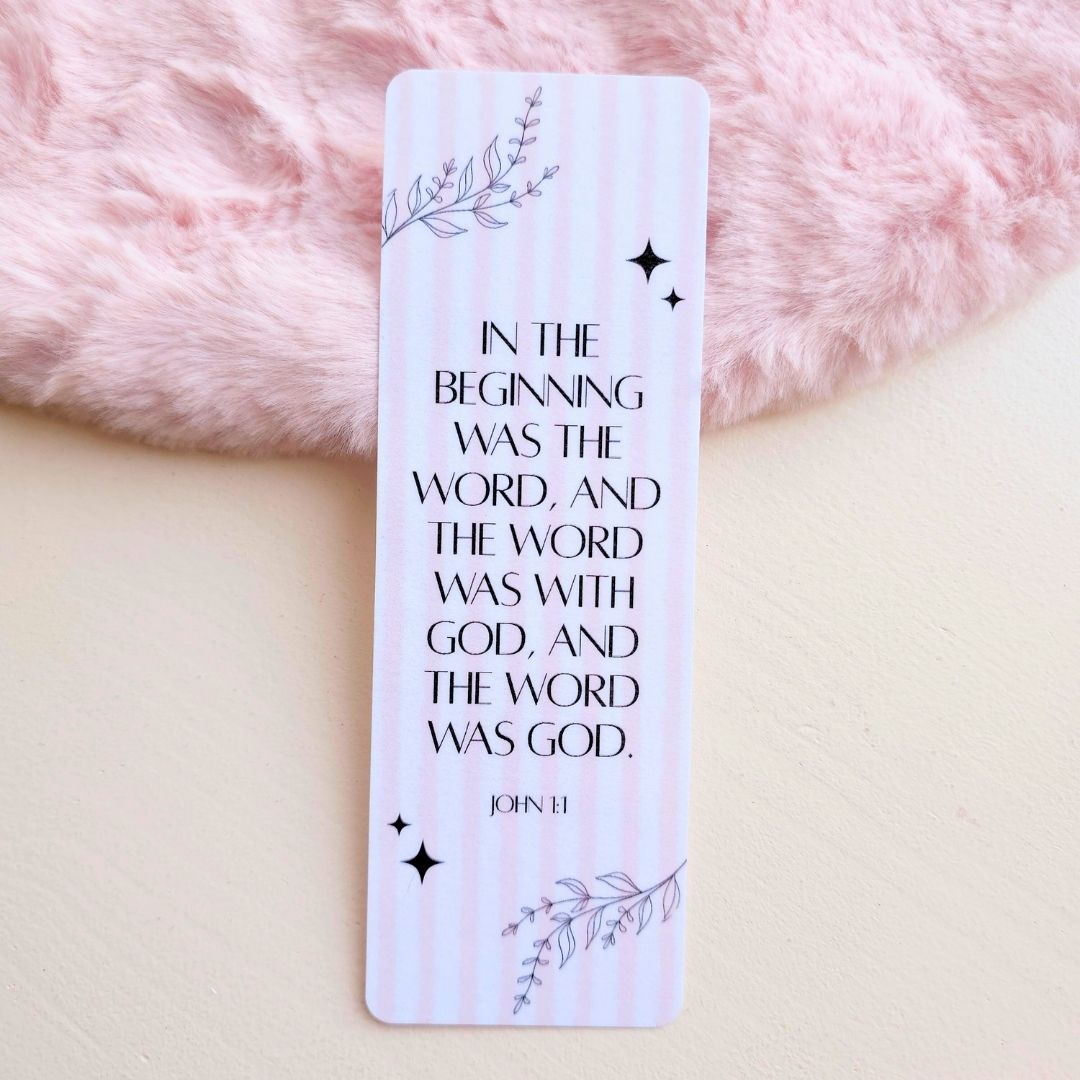 IN THE
BEGINNING
WAS THE
WORD, AND
THE WORD
WAS WITH
GOD, AND
THE WORD
WAS GOD.
JOHN 1:1